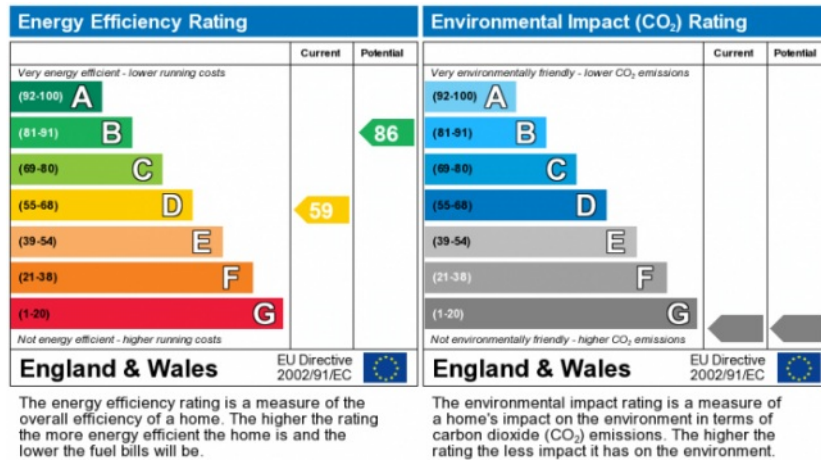 Energy Efficiency Rating
Current Potential
Very energy efficient - lower running costs
(92-100) A
(81-91) B
86
(69-80) C
(55-68) D
59
(39-54) E
(21-38) F
(1-20) G
Not energy efficient - higher running costs
England & Wales
EU Directive
2002/91/EC
The energy efficiency rating is a measure of the
overall efficiency of a home. The higher the rating
the more energy efficient the home is and the
lower the fuel bills will be.
Environmental Impact (CO₂) Rating
Current Potential
Very environmentally friendly - lower CO₂ emissions
(92-100) A
(81-91) B
(69-80) C
(55-68) D
(39-54) E
(21-38) F
(1-20) G
Not environmentally friendly - higher CO₂ emissions
England & Wales
EU Directive
2002/91/EC
The environmental impact rating is a measure of
a home's impact on the environment in terms of
carbon dioxide (CO₂) emissions. The higher the
rating the less impact it has on the environment.